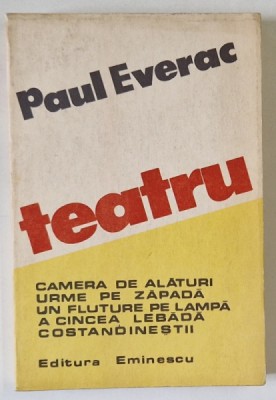 Paul Everac
teatru
CAMERA DE ALĂTURI
URME PE ZĂPADĂ
UN FLUTURE PE LAMPĂ
A CINCEA LEBĂDĂ
COSTANDINEȘTII
Editura Eminescu